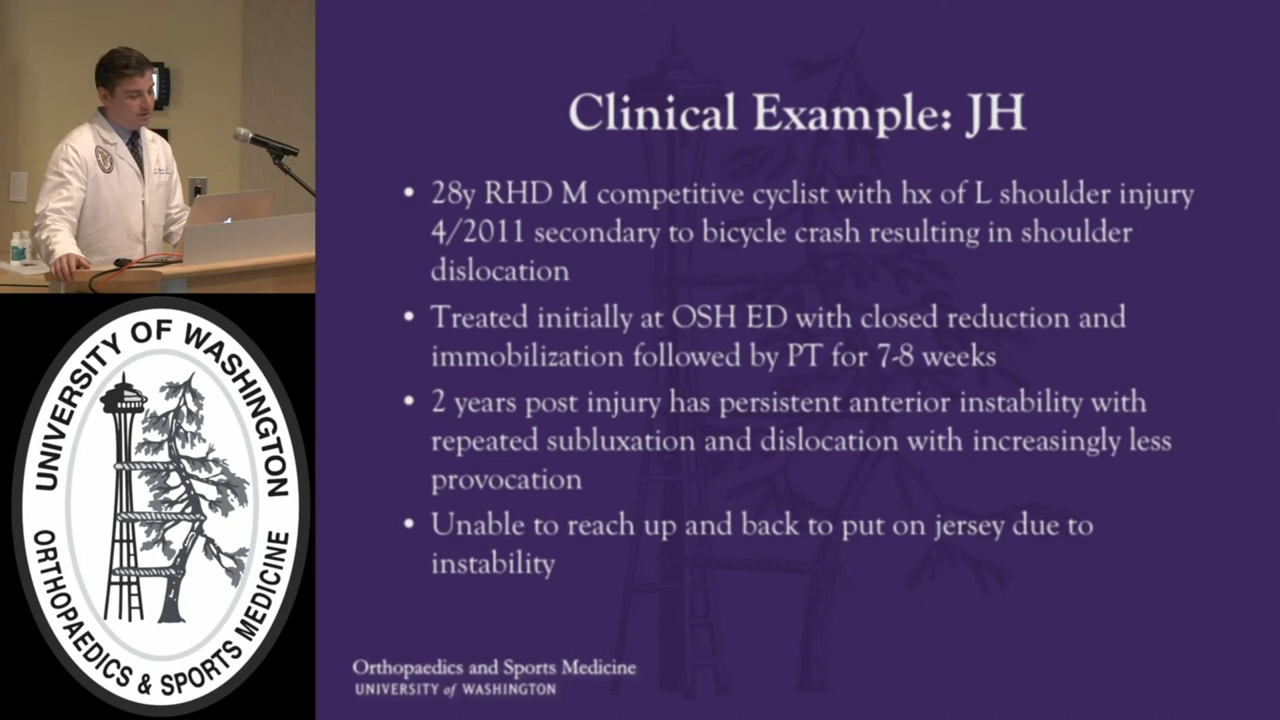 Clinical Example: JH
• 28y RHD M competitive cyclist with hx of L shoulder injury
4/2011 secondary to bicycle crash resulting in shoulder
dislocation
• Treated initially at OSH ED with closed reduction and
immobilization followed by PT for 7-8 weeks
• 2 years post injury has persistent anterior instability with
repeated subluxation and dislocation with increasingly less
provocation
• Unable to reach up and back to put on jersey due to
instability
Orthopaedics and Sports Medicine
UNIVERSITY of WASHINGTON
UNIVERSITY OF WASHINGTON
ORTHOPAEDICS & SPORTS MEDICINE